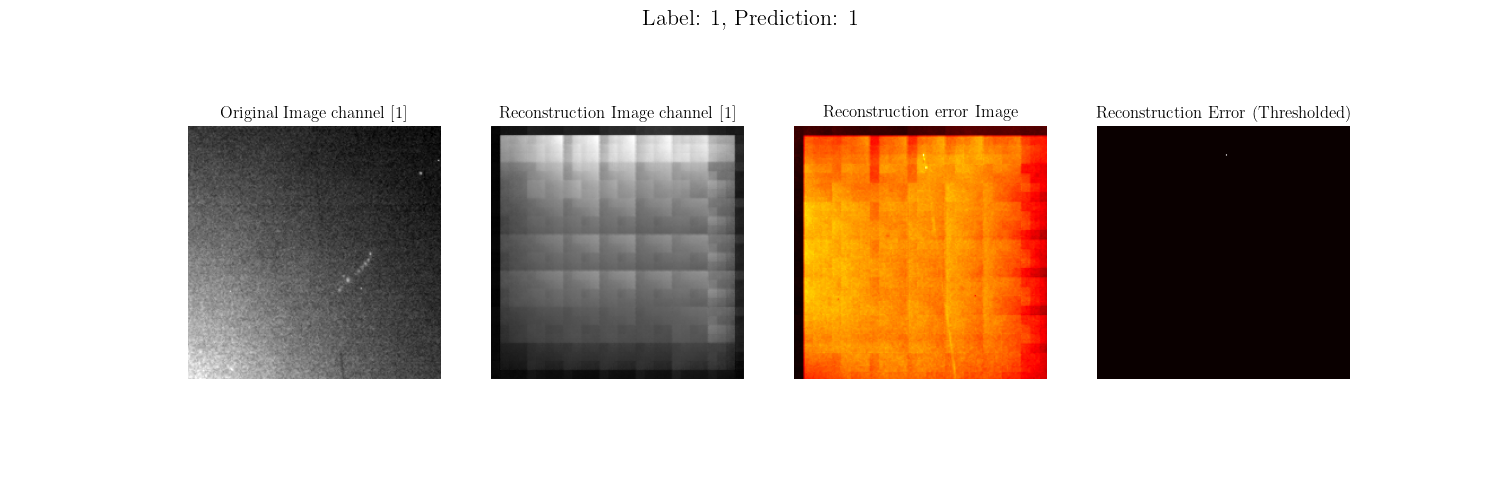 Label: 1, Prediction: 1
Original Image channel [1]
Reconstruction Image channel [1]
Reconstruction error Image
Reconstruction Error (Thresholded)